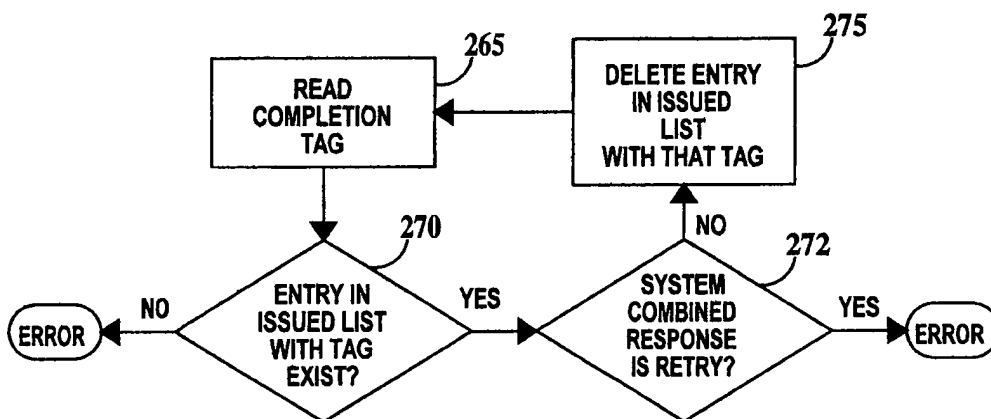 265
READ
COMPLETION
TAG
275
DELETE ENTRY
IN ISSUED
LIST
WITH THAT TAG
270
ENTRY IN
ISSUED LIST
WITH TAG
EXIST?
NO
ERROR
YES
272
SYSTEM
COMBINED
RESPONSE
IS RETRY?
NO
YES
ERROR